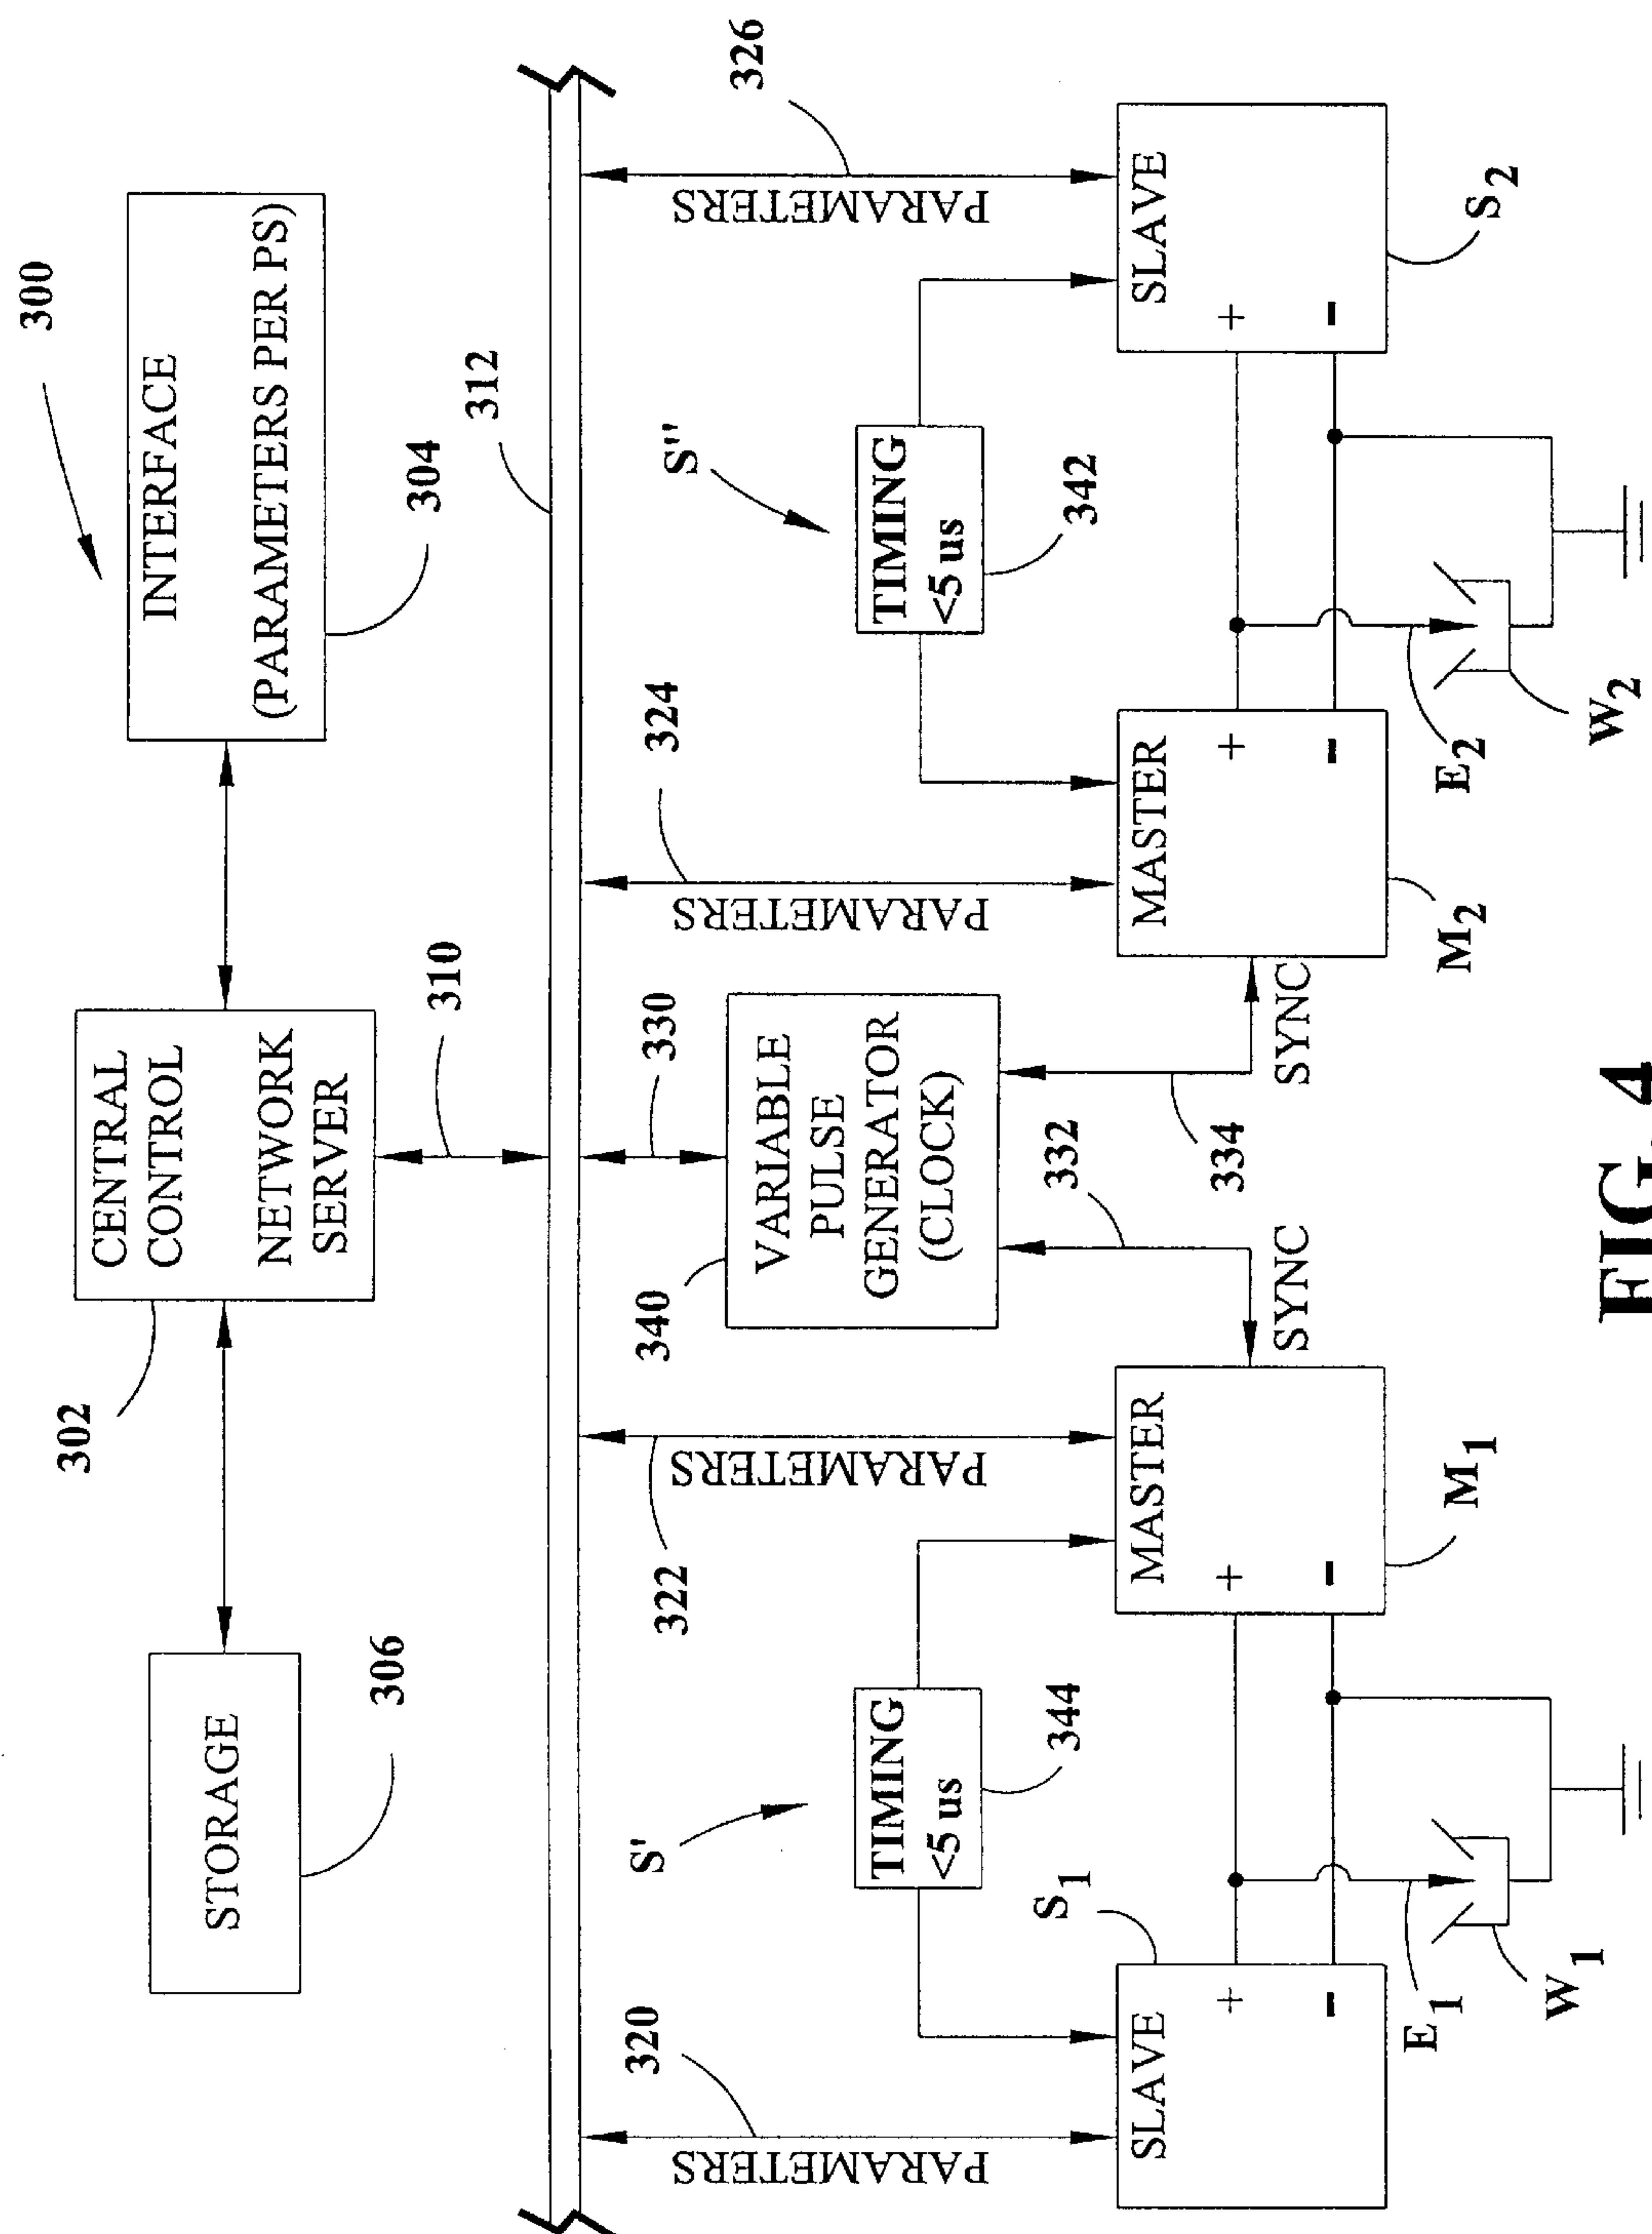 300
STORAGE
306
302
CENTRAL
CONTROL
NETWORK
SERVER
INTERFACE
(PARAMETERS PER PS)
304
310
312
320
PARAMETERS
S'
TIMING
<5 us
344
322
PARAMETERS
340
330
VARIABLE
PULSE
GENERATOR
(CLOCK)
324
PARAMETERS
S''
TIMING
<5 us
342
326
PARAMETERS
SLAVE
+
-
S1
MASTER
+
-
M1
332
SYNC
334
SYNC
MASTER
+
-
M2
SLAVE
+
-
S2
E1
W1
E2
W2
FIG. 4